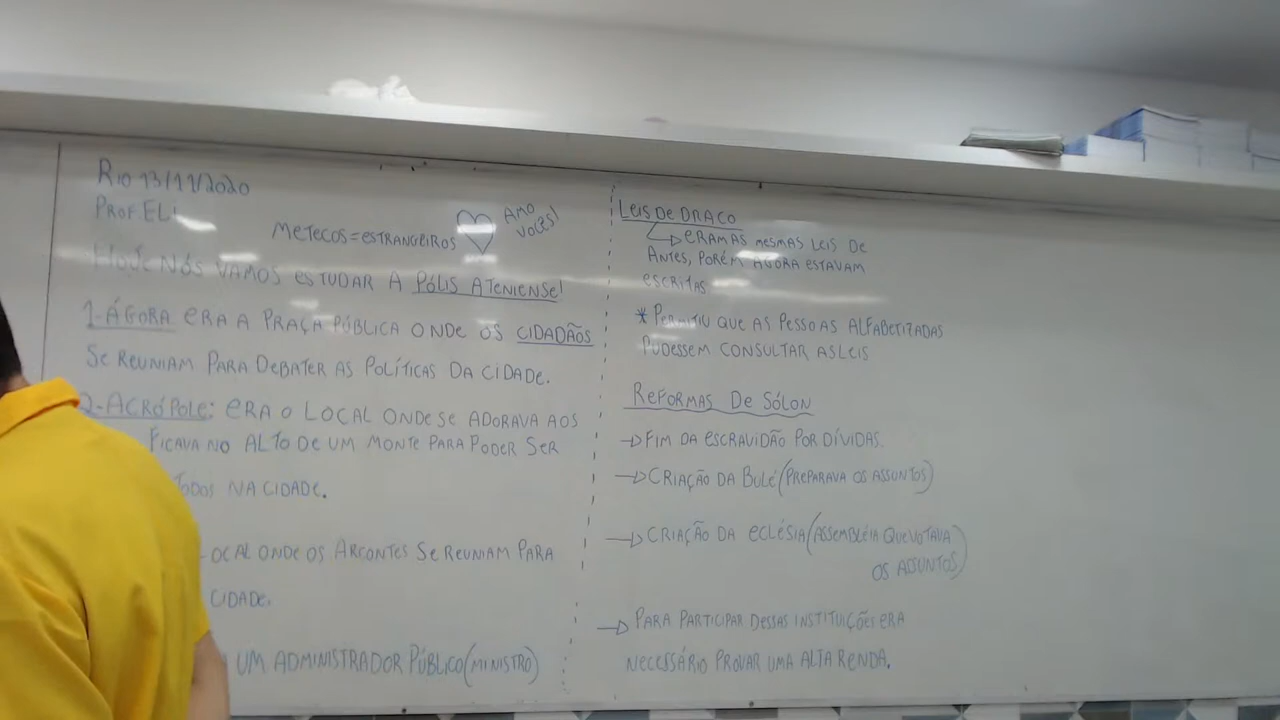 RIO 13/11/2020
PROF. ELI
METECOS = ESTRANGEIROS
AMO
VOCÊS!
HOJE NÓS VAMOS ESTUDAR A PÓLIS ATENIENSE!
1-ÁGORA ERA A PRAÇA PÚBLICA ONDE OS CIDADÃOS
SE REUNIAM PARA DEBATER AS POLÍTICAS DA CIDADE.
2-ACRÓPOLE: ERA O LOCAL ONDE SE ADORAVA AOS
FICAVA NO ALTO DE UM MONTE PARA PODER SER
TODOS NA CIDADE.
LOCAL ONDE OS ARCONTES SE REUNIAM PARA
CIDADE.
UM ADMINISTRADOR PÚBLICO (MINISTRO)
LEIS DE DRACO
ERAM AS MESMAS LEIS DE
ANTES, PORÉM AGORA ESTAVAM
ESCRITAS
* PERMITIU QUE AS PESSOAS ALFABETIZADAS
PUDESSEM CONSULTAR AS LEIS
REFORMAS DE SÓLON
→ FIM DA ESCRAVIDÃO POR DÍVIDAS.
→ CRIAÇÃO DA BULÉ (PREPARAVA OS ASSUNTOS)
→ CRIAÇÃO DA ECLÉSIA (ASSEMBLÉIA QUE VOTAVA
OS ASSUNTOS)
→ PARA PARTICIPAR DESSAS INSTITUIÇÕES ERA
NECESSÁRIO PROVAR UMA ALTA RENDA.